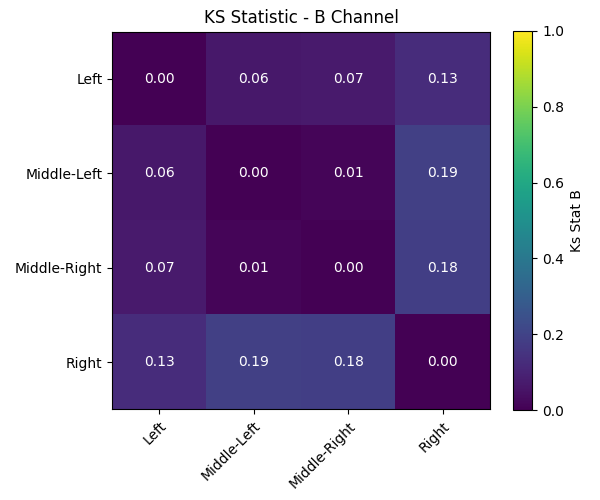 KS Statistic - B Channel
Left 0.00 0.06 0.07 0.13
Middle-Left 0.06 0.00 0.01 0.19
Middle-Right 0.07 0.01 0.00 0.18
Right 0.13 0.19 0.18 0.00
Left Middle-Left Middle-Right Right
1.0
0.8
0.6
0.4
0.2
0.0
Ks Stat B